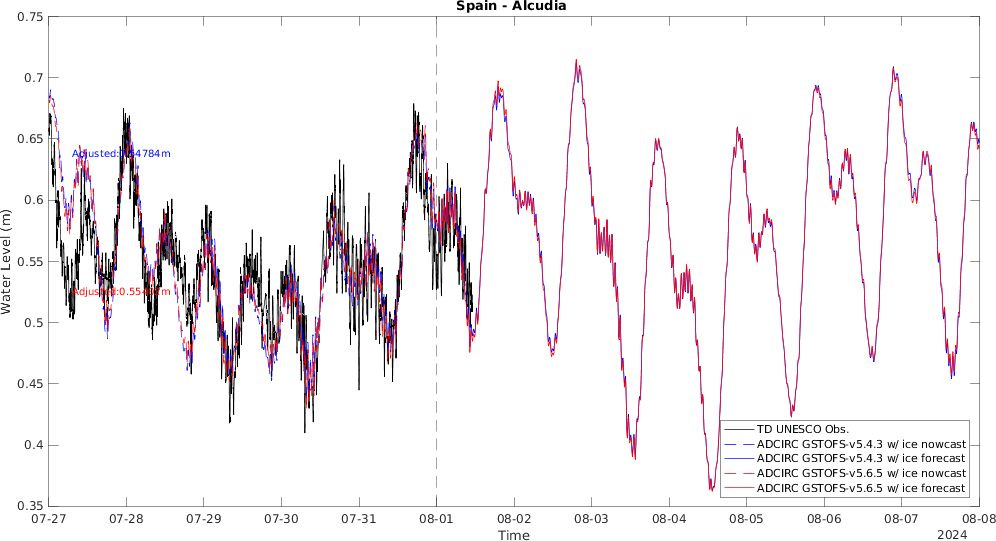 Spain - Alcudia
0.75
0.7
0.65
0.6
0.55
0.5
0.45
0.4
0.35
Water Level (m)
TD UNESCO Obs.
ADCIRC GSTOFS-v5.4.3 w/ ice nowcast
ADCIRC GSTOFS-v5.4.3 w/ ice forecast
ADCIRC GSTOFS-v5.6.5 w/ ice nowcast
ADCIRC GSTOFS-v5.6.5 w/ ice forecast
07-27 07-28 07-29 07-30 07-31 08-01 08-02 08-03 08-04 08-05 08-06 08-07 08-08
Time
2024